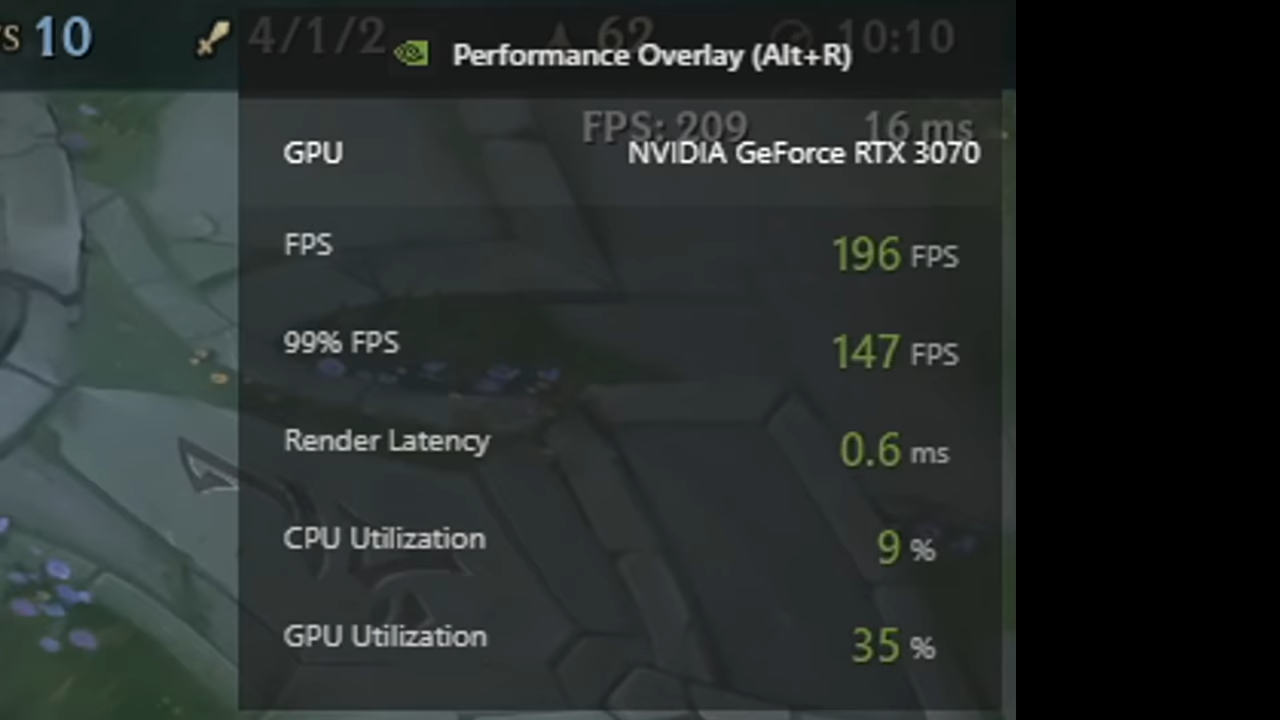 s 10 4/1/2 62 10:10
Performance Overlay (Alt+R)
FPS: 209 16 ms
GPU NVIDIA GeForce RTX 3070
FPS 196 FPS
99% FPS 147 FPS
Render Latency 0.6 ms
CPU Utilization 9 %
GPU Utilization 35 %